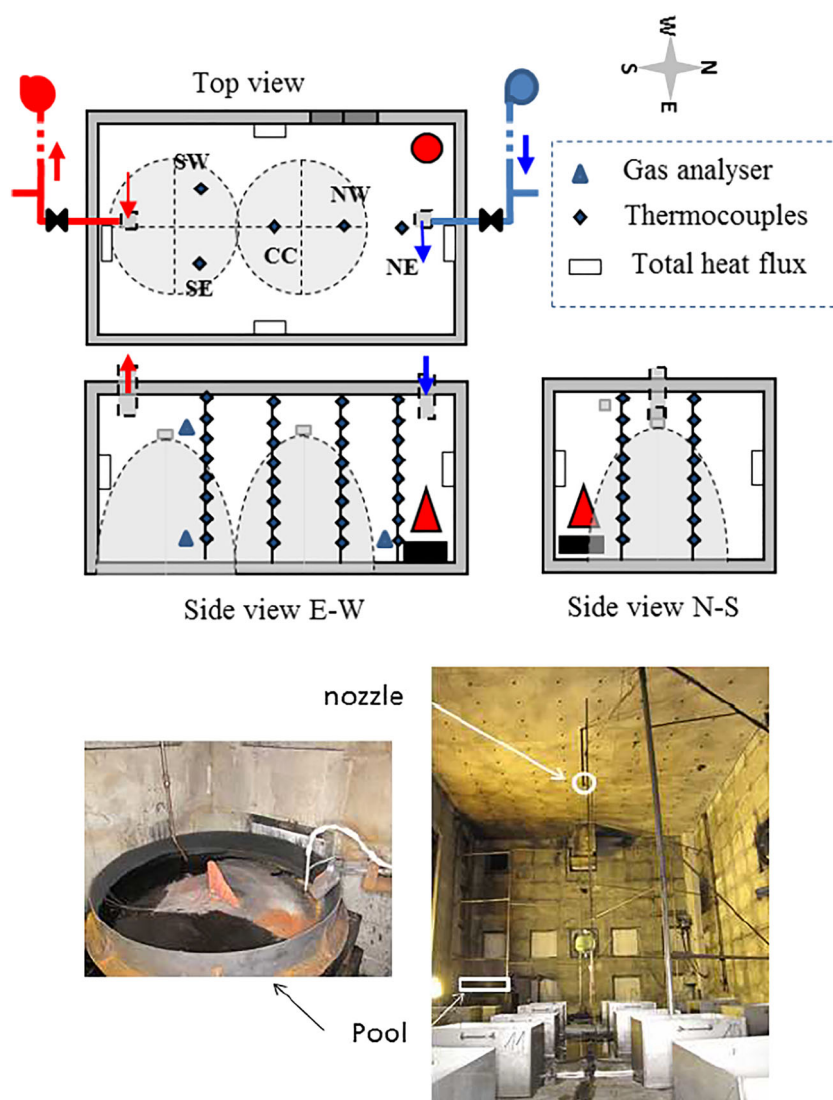 Top view
W
S
N
E
SW
NW
CC
SE
NE
Gas analyser
Thermocouples
Total heat flux
Side view E-W
Side view N-S
nozzle
Pool